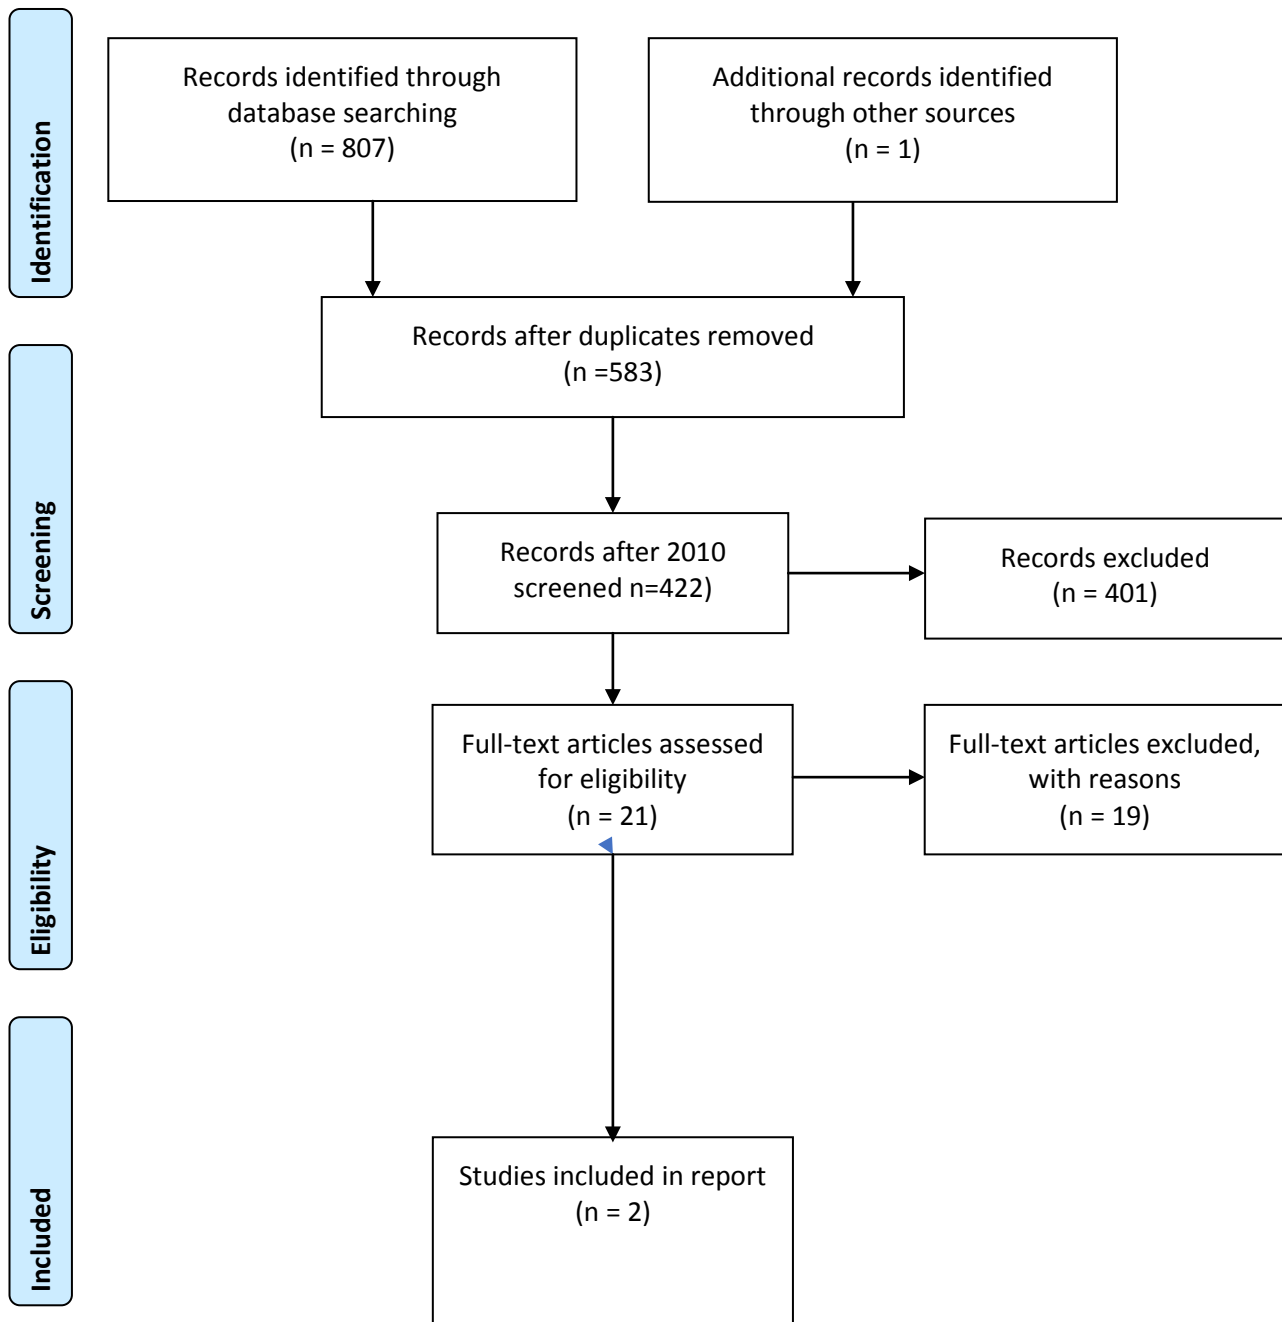 Identification
Records identified through
database searching
(n = 807)
Additional records identified
through other sources
(n = 1)
Records after duplicates removed
(n =583)
Screening
Records after 2010
screened n=422)
Records excluded
(n = 401)
Eligibility
Full-text articles assessed
for eligibility
(n = 21)
Full-text articles excluded,
with reasons
(n = 19)
Included
Studies included in report
(n = 2)